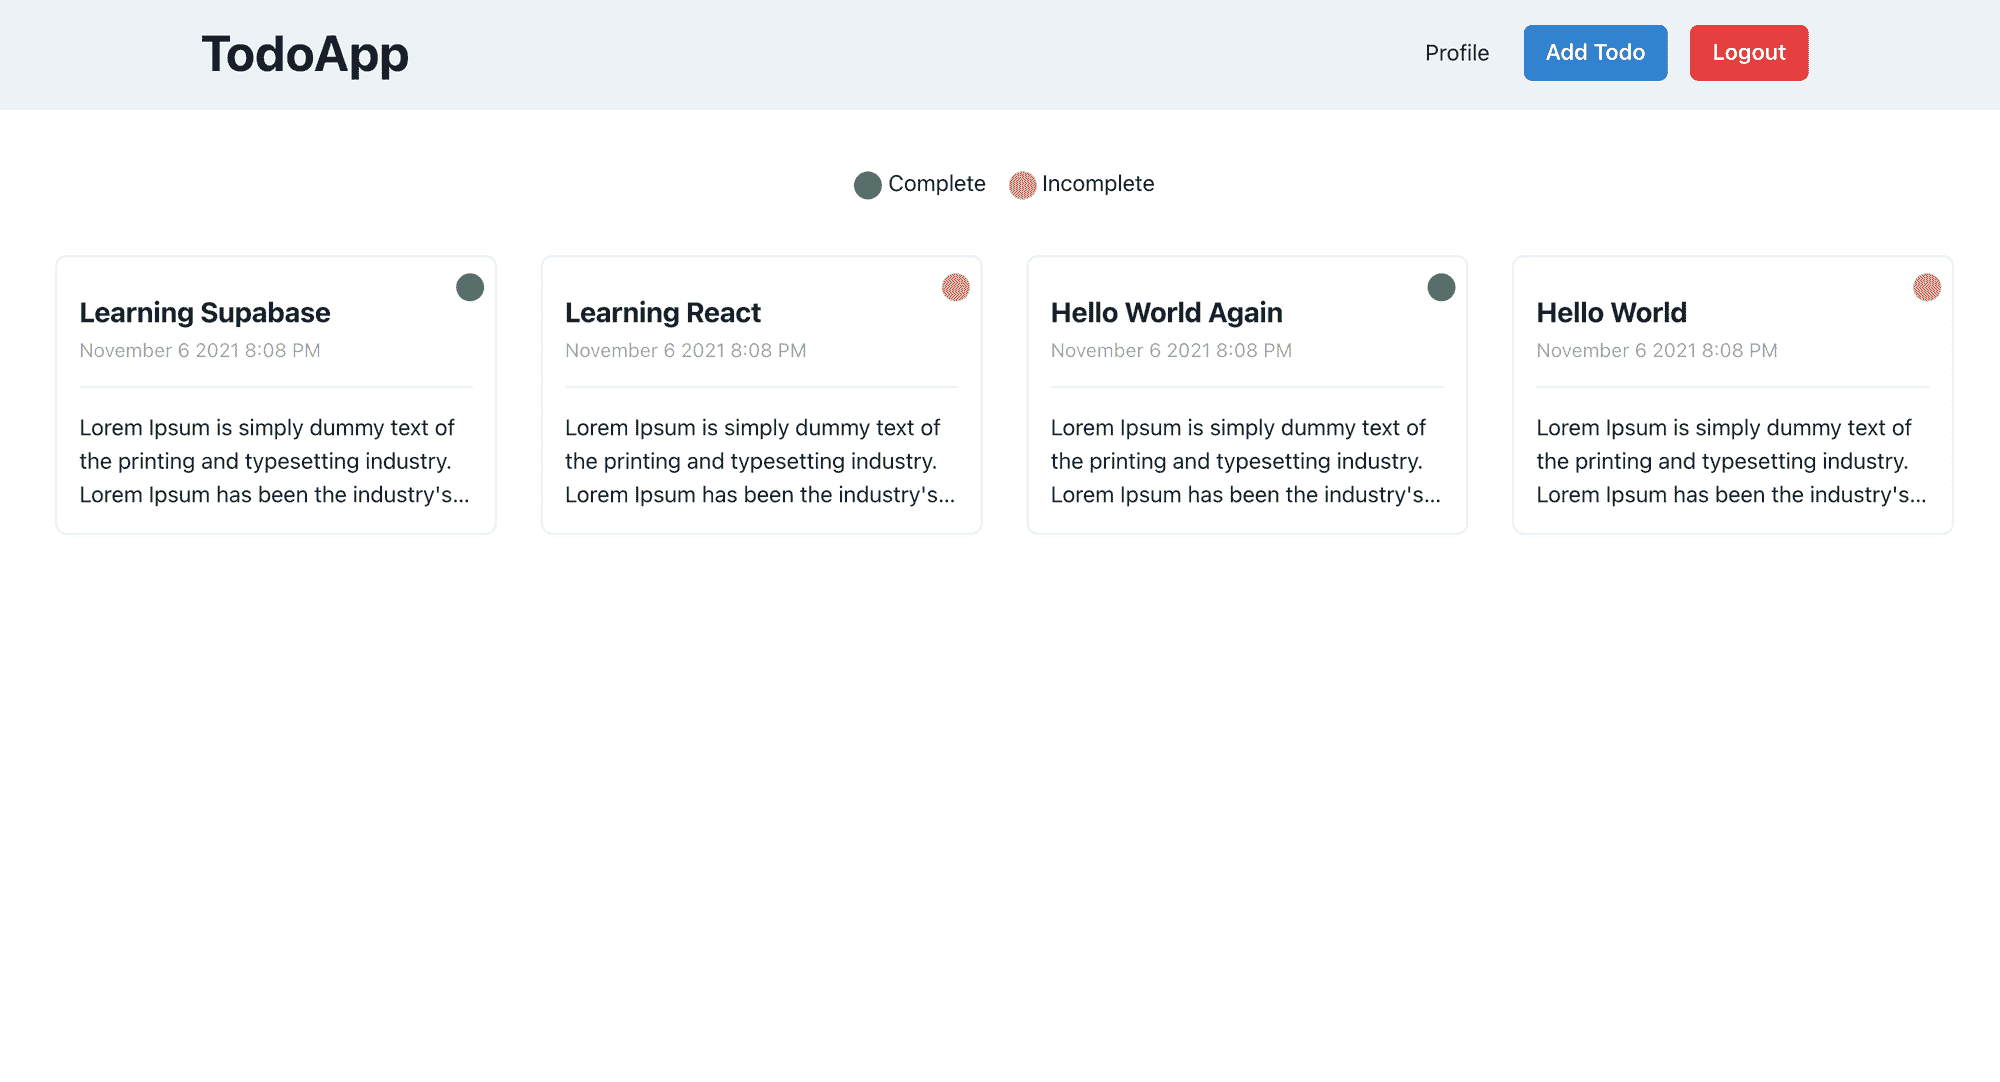 TodoApp
Profile
Add Todo
Logout
Complete
Incomplete
Learning Supabase
November 6 2021 8:08 PM
Lorem Ipsum is simply dummy text of
the printing and typesetting industry.
Lorem Ipsum has been the industry's...
Learning React
November 6 2021 8:08 PM
Lorem Ipsum is simply dummy text of
the printing and typesetting industry.
Lorem Ipsum has been the industry's...
Hello World Again
November 6 2021 8:08 PM
Lorem Ipsum is simply dummy text of
the printing and typesetting industry.
Lorem Ipsum has been the industry's...
Hello World
November 6 2021 8:08 PM
Lorem Ipsum is simply dummy text of
the printing and typesetting industry.
Lorem Ipsum has been the industry's...